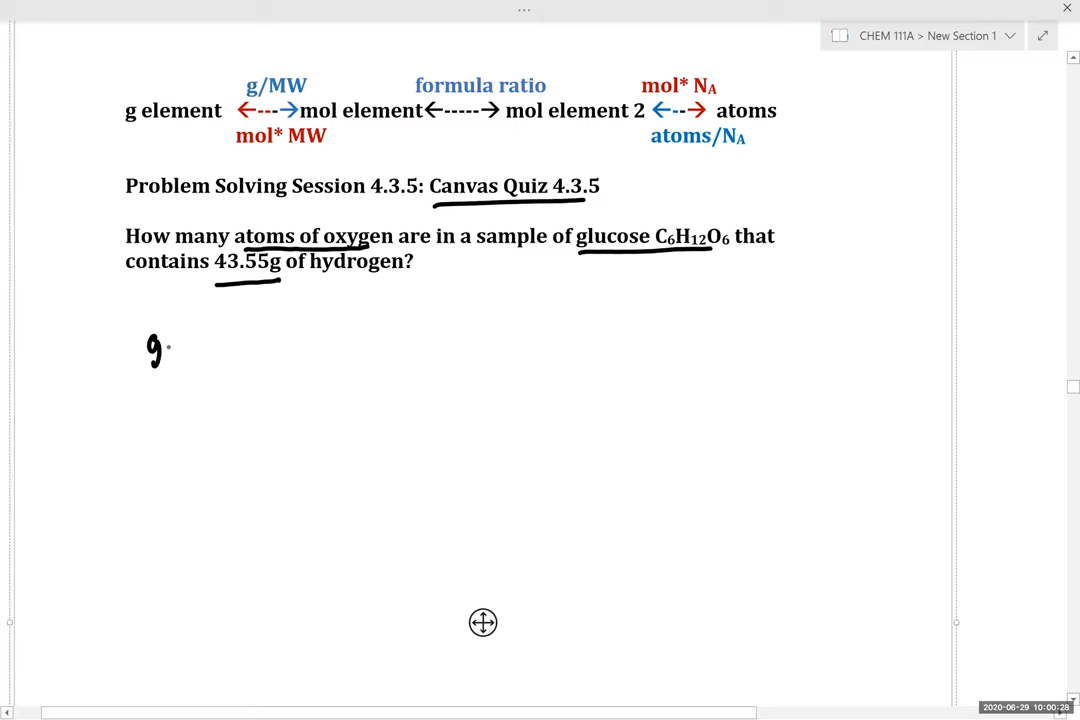 CHEM 111A > New Section 1
g/MW formula ratio mol* NA
g element <---> mol element <-----> mol element 2 <---> atoms
mol* MW atoms/NA
Problem Solving Session 4.3.5: Canvas Quiz 4.3.5
How many atoms of oxygen are in a sample of glucose C₆H₁₂O₆ that
contains 43.55g of hydrogen?
g
2020-06-29 10:00:28